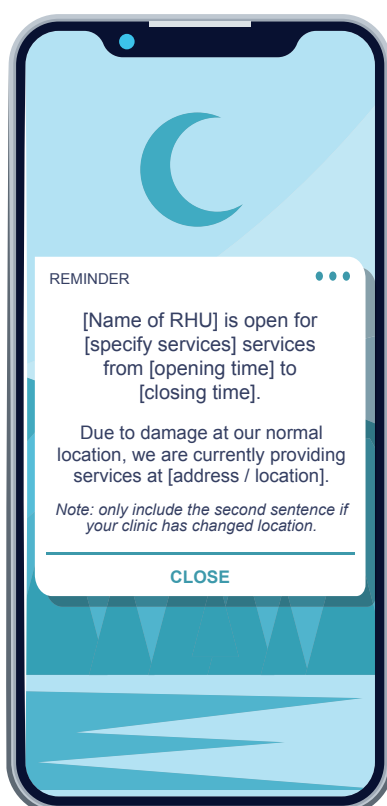 REMINDER
[Name of RHU] is open for
[specify services] services
from [opening time] to
[closing time].
Due to damage at our normal
location, we are currently providing
services at [address / location].
Note: only include the second sentence if
your clinic has changed location.
CLOSE